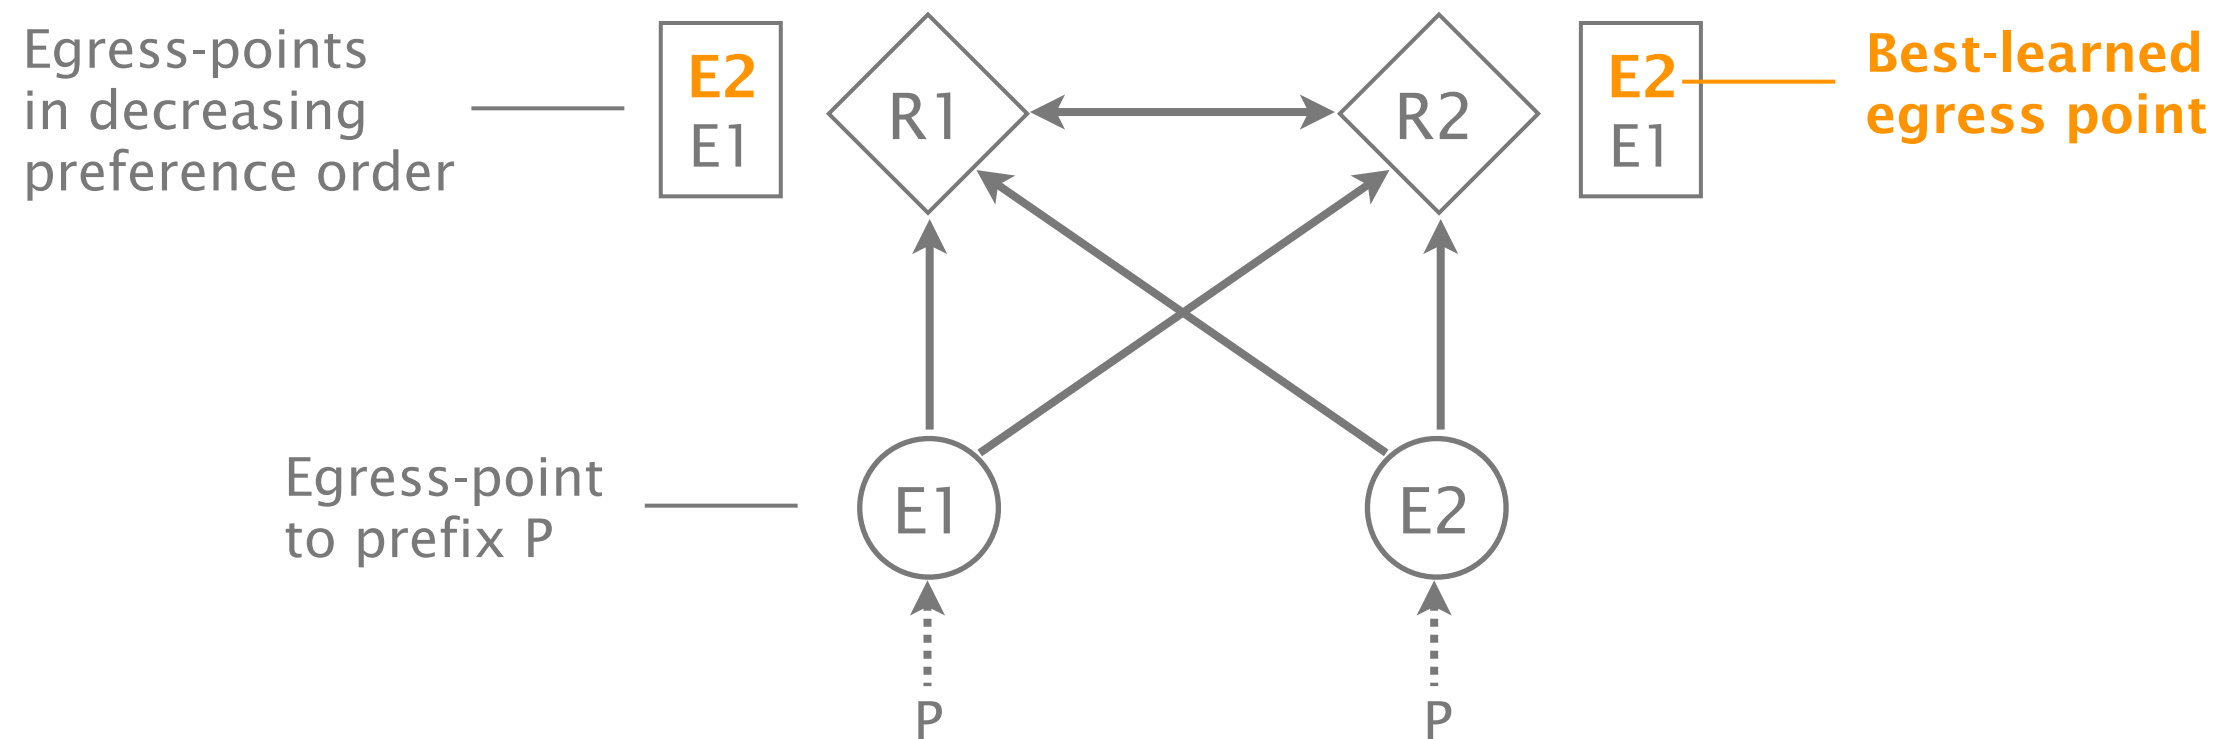 Egress-points
in decreasing
preference order
E2
E1
R1
R2
E2
E1
Best-learned
egress point
Egress-point
to prefix P
E1
E2
P
P